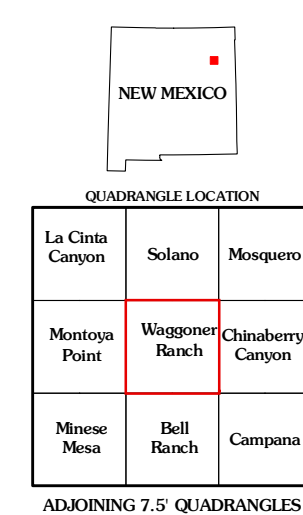 NEW MEXICO
QUADRANGLE LOCATION
La Cinta
Canyon
Solano
Mosquero
Montoya
Point
Waggoner
Ranch
Chinaberry
Canyon
Minese
Mesa
Bell
Ranch
Campana
ADJOINING 7.5' QUADRANGLES